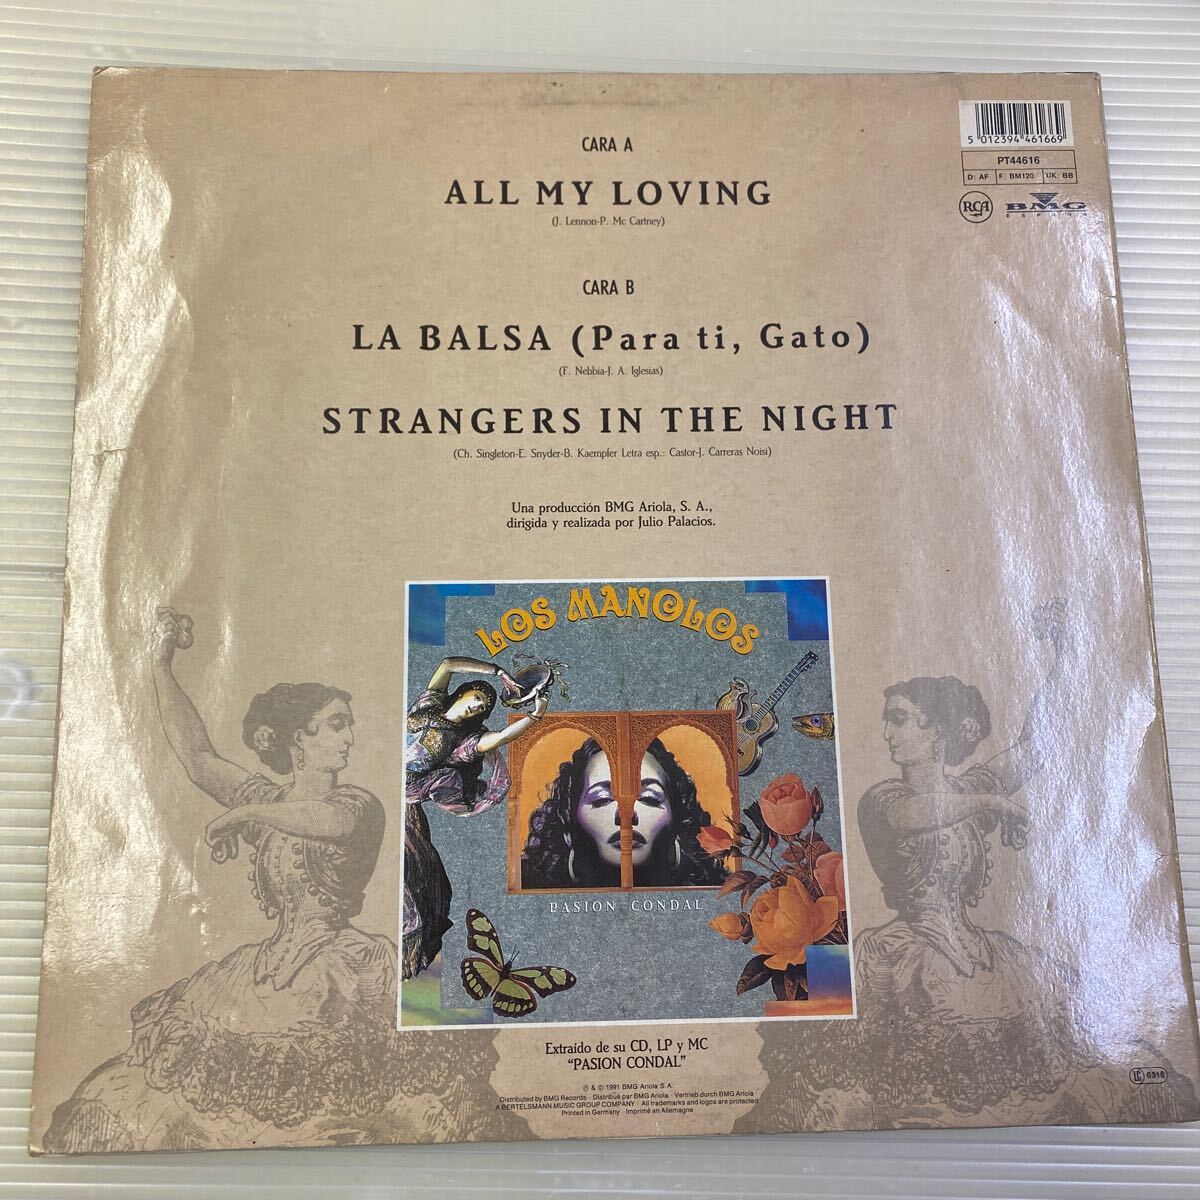 CARA A
ALL MY LOVING
(J. Lennon-P. Mc Cartney)
CARA B
LA BALSA (Para ti, Gato)
(F. Nebbia-J. A. Iglesias)
STRANGERS IN THE NIGHT
(Ch. Singleton-E. Snyder-B. Kaempfer Letra esp.: Castor-J. Carreras Noisi)
Una producción BMG Ariola, S. A.,
dirigida y realizada por Julio Palacios.
5 012394 461669
PT44616
D: AF F: BM120 UK: BB
RCA BMG
ESPAÑA
LOS MANOLOS
PASION CONDAL
Extraído de su CD, LP y MC
“PASION CONDAL”
℗ & © 1991 BMG Ariola S.A.
Distributed by BMG Records · Distribué par BMG Ariola · Vertrieb durch BMG Ariola
A BERTELSMANN MUSIC GROUP COMPANY · All trademarks and logos are protected
Printed in Germany · Imprimé en Allemagne
LC 0316